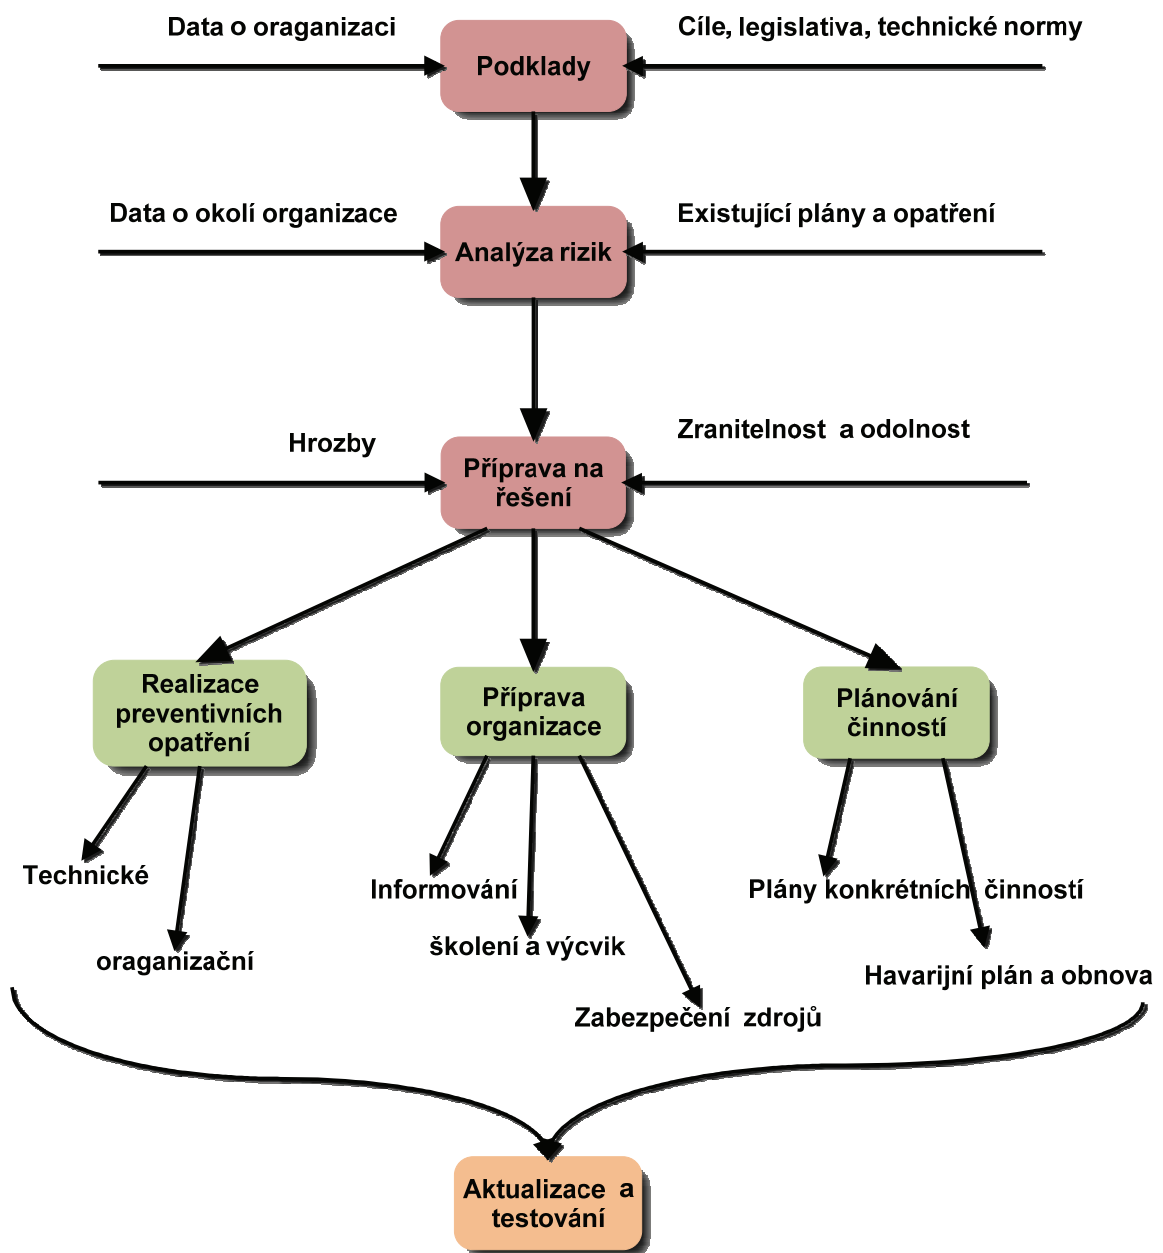 Data o oraganizaci
Cíle, legislativa, technické normy
Podklady
Data o okolí organizace
Existující plány a opatření
Analýza rizik
Hrozby
Zranitelnost a odolnost
Příprava na
řešení
Realizace
preventivních
opatření
Příprava
organizace
Plánování
činností
Technické
Informování
Plány konkrétních činností
oraganizační
školení a výcvik
Havarijní plán a obnova
Zabezpečení zdrojů
Aktualizace a
testování